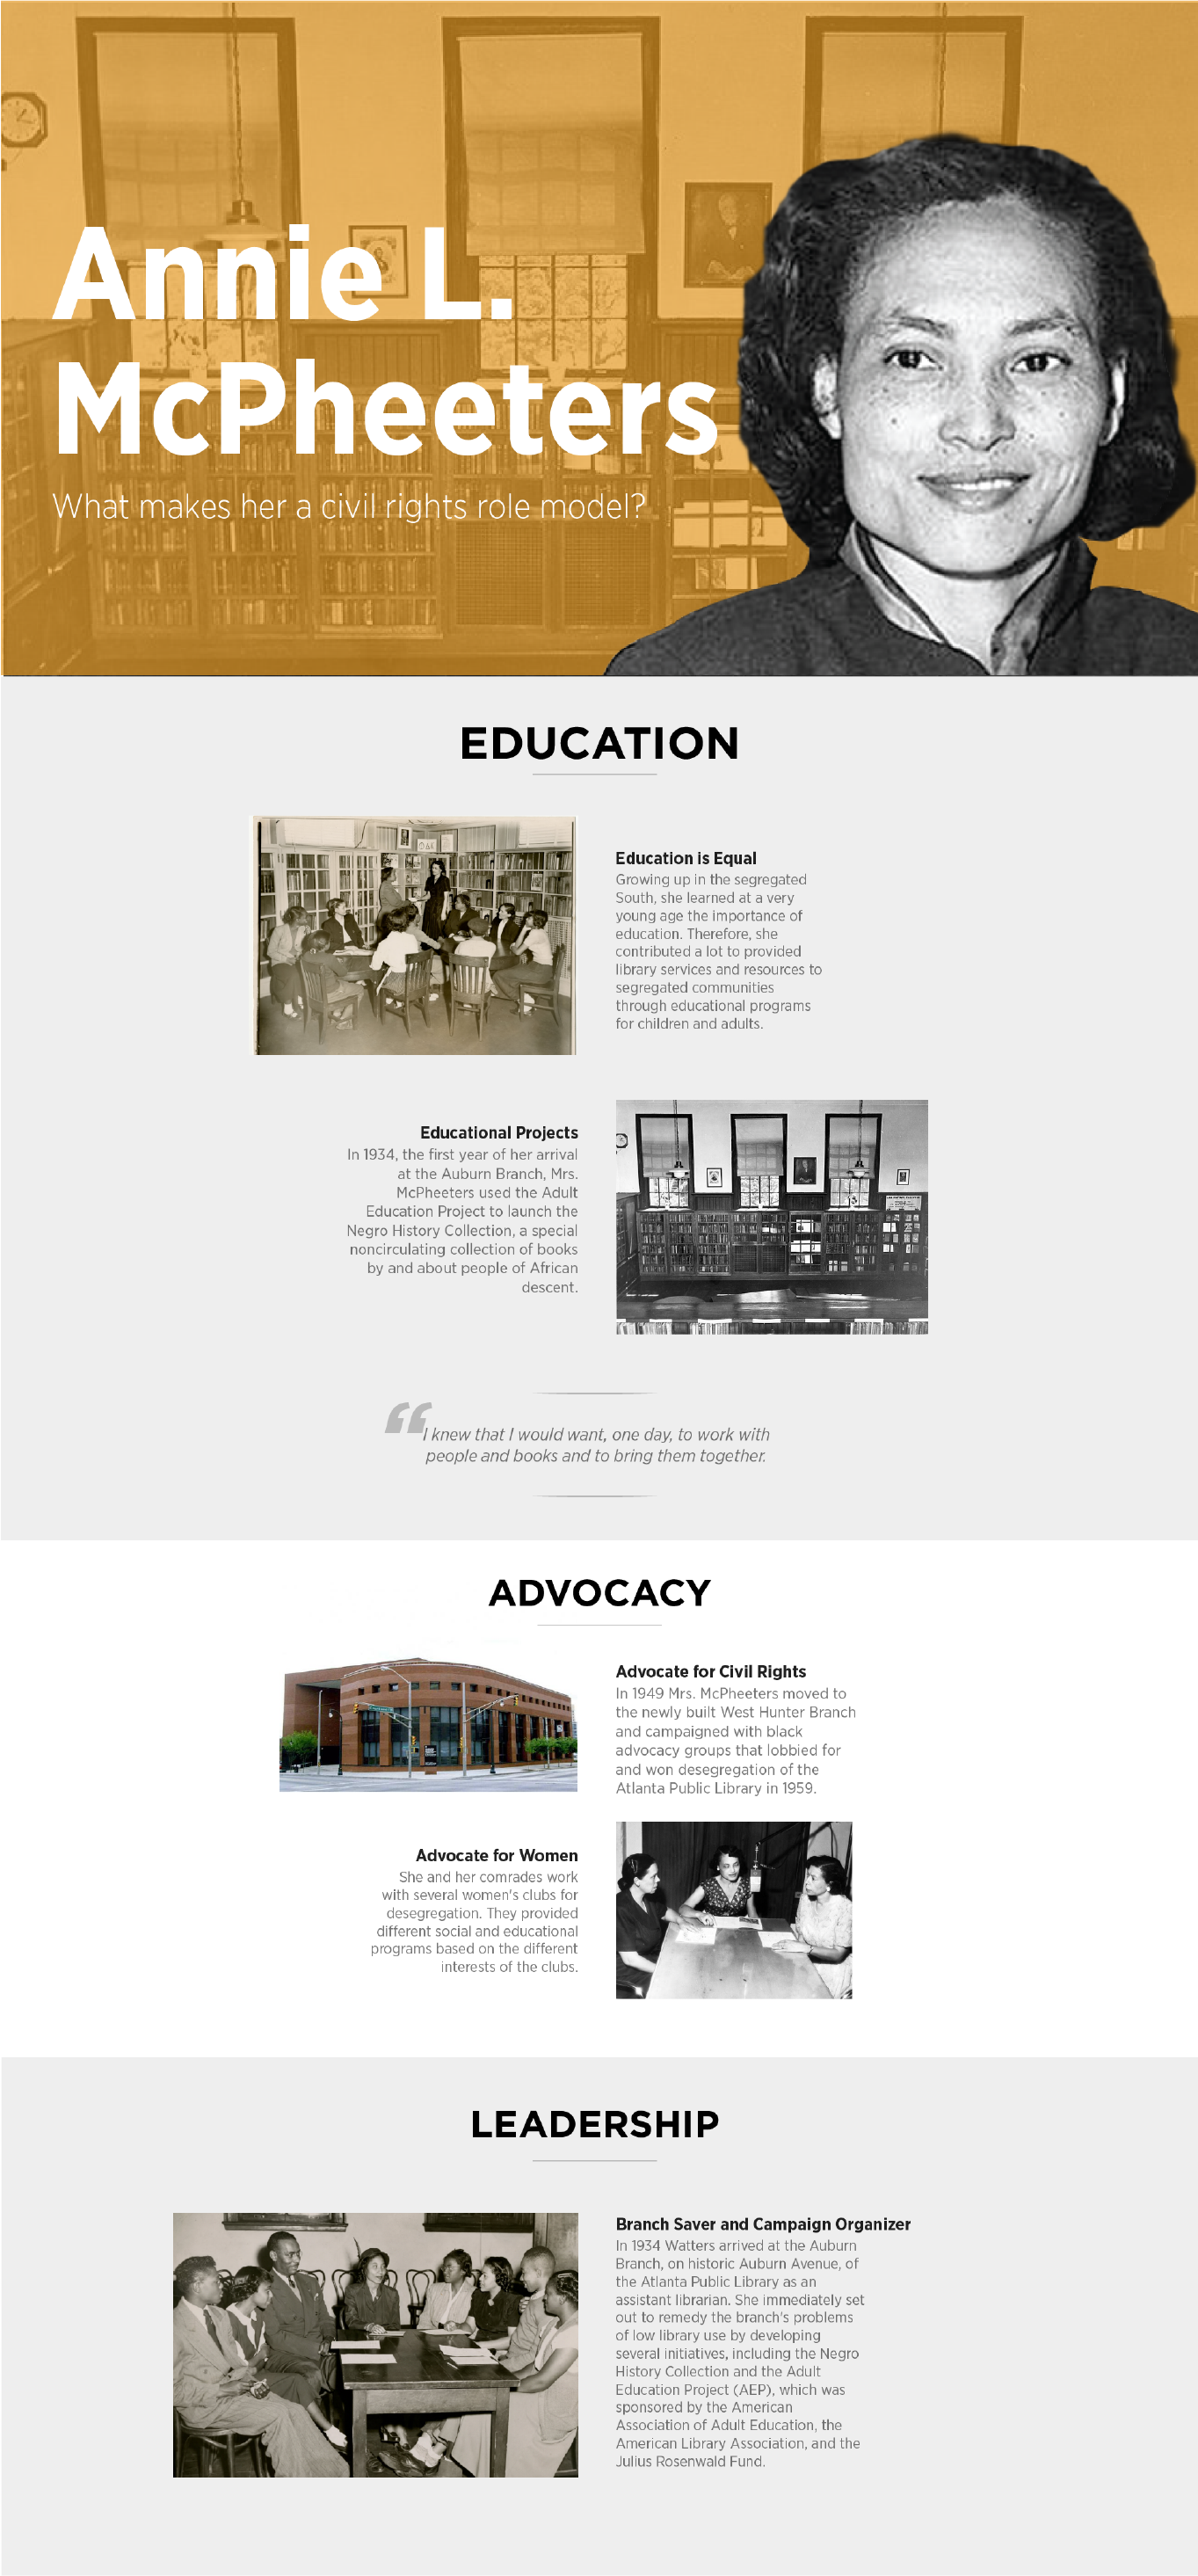 Annie L.
McPheeters
What makes her a civil rights role model?
EDUCATION
Education is Equal
Growing up in the segregated
South, she learned at a very
young age the importance of
education. Therefore, she
contributed a lot to provided
library services and resources to
segregated communities
through educational programs
for children and adults.
Educational Projects
In 1934, the first year of her arrival
at the Auburn Branch, Mrs.
McPheeters used the Adult
Education Project to launch the
Negro History Collection, a special
noncirculating collection of books
by and about people of African
descent.
“I knew that I would want, one day, to work with
people and books and to bring them together.
ADVOCACY
Advocate for Civil Rights
In 1949 Mrs. McPheeters moved to
the newly built West Hunter Branch
and campaigned with black
advocacy groups that lobbied for
and won desegregation of the
Atlanta Public Library in 1959.
Advocate for Women
She and her comrades work
with several women's clubs for
desegregation. They provided
different social and educational
programs based on the different
interests of the clubs.
LEADERSHIP
Branch Saver and Campaign Organizer
In 1934 Watters arrived at the Auburn
Branch, on historic Auburn Avenue, of
the Atlanta Public Library as an
assistant librarian. She immediately set
out to remedy the branch's problems
of low library use by developing
several initiatives, including the Negro
History Collection and the Adult
Education Project (AEP), which was
sponsored by the American
Association of Adult Education, the
American Library Association, and the
Julius Rosenwald Fund.